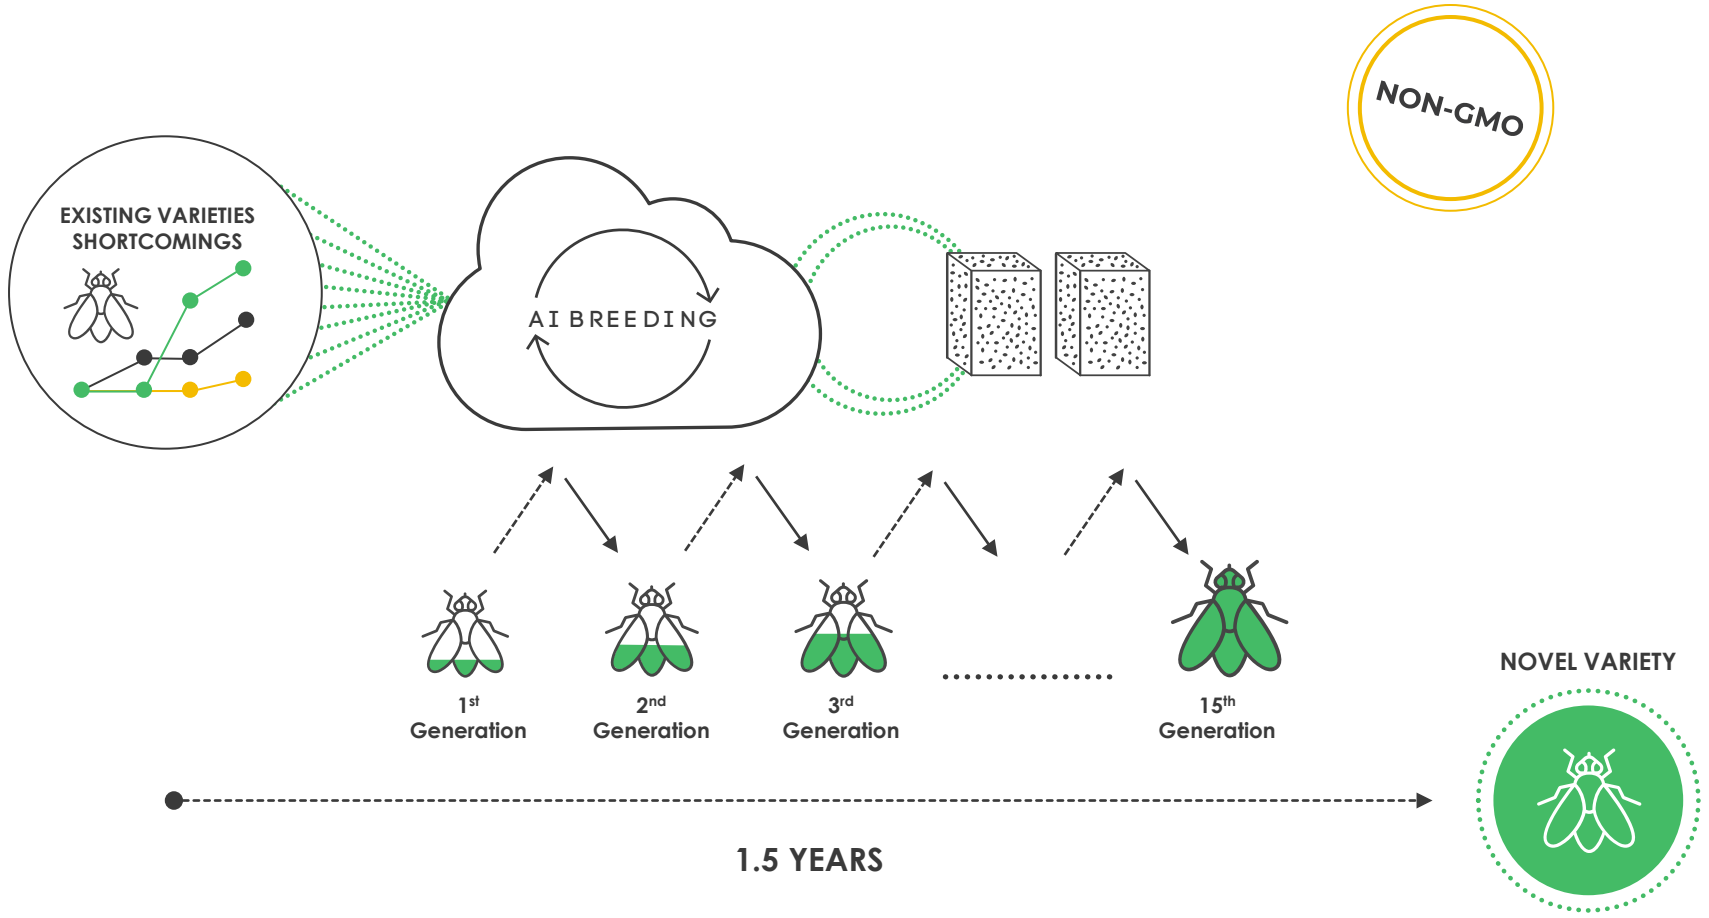 NON-GMO
EXISTING VARIETIES
SHORTCOMINGS
AI BREEDING
1st
Generation
2nd
Generation
3rd
Generation
15th
Generation
NOVEL VARIETY
1.5 YEARS